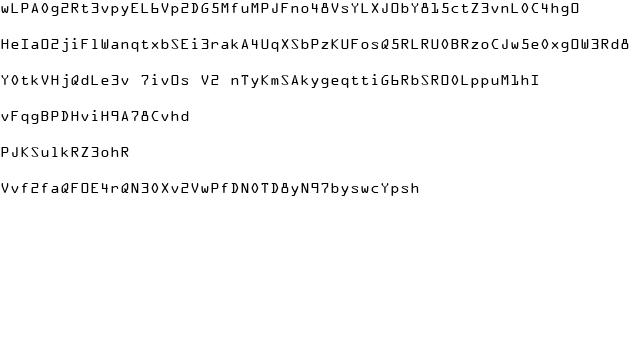 wLPA0g2Rt3vpyEL6Vp2DG5MfuMPJFno48VsYLXJ0bY815ctZ3vnL0C4hg0
HeIa02jiFlWanqtxbSEi3rakA4UqXSbPzKUFosQ5RLRU0BRzoCJw5e0xg0W3Rd8
Y0tkVHjQdLe3v 7iv0s V2 nTyKmSAkygeqttiG6RbSR00LppuM1hI
vFqgBPDHviH9A78Cvhd
PJKSulkRZ3ohR
Vvf2faQF0E4rQN30Xv2VwPfDN0TD8yN97byswcYpsh